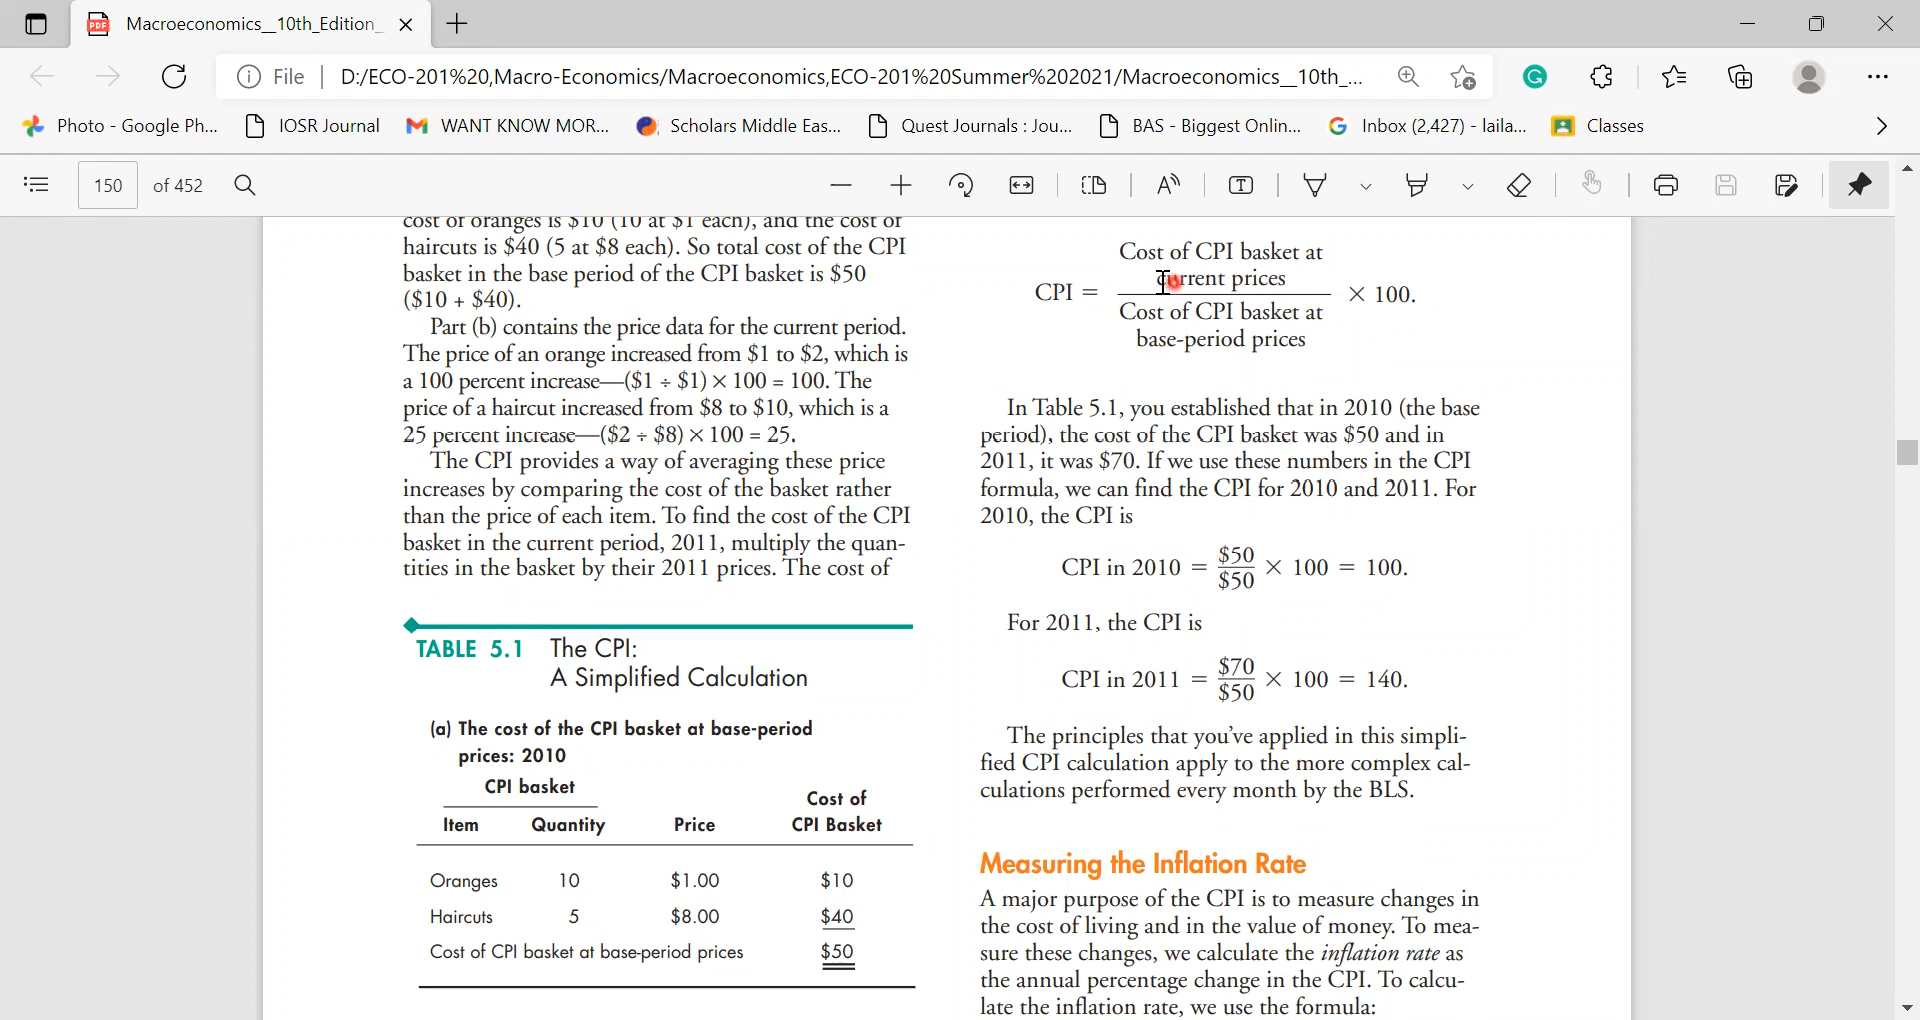 Macroeconomics__10th_Edition_
File
D:/ECO-201%20,Macro-Economics/Macroeconomics,ECO-201%20Summer%202021/Macroeconomics__10th_...
Photo - Google Ph...
IOSR Journal
WANT KNOW MOR...
Scholars Middle Eas...
Quest Journals : Jou...
BAS - Biggest Onlin...
Inbox (2,427) - laila...
Classes
150 of 452
cost of oranges is $10 (10 at $1 each), and the cost of
haircuts is $40 (5 at $8 each). So total cost of the CPI
basket in the base period of the CPI basket is $50
($10 + $40).
Part (b) contains the price data for the current period.
The price of an orange increased from $1 to $2, which is
a 100 percent increase—($1 ÷ $1) × 100 = 100. The
price of a haircut increased from $8 to $10, which is a
25 percent increase—($2 ÷ $8) × 100 = 25.
The CPI provides a way of averaging these price
increases by comparing the cost of the basket rather
than the price of each item. To find the cost of the CPI
basket in the current period, 2011, multiply the quan-
tities in the basket by their 2011 prices. The cost of
TABLE 5.1 The CPI:
A Simplified Calculation
(a) The cost of the CPI basket at base-period
prices: 2010
CPI basket
Cost of
Item Quantity Price CPI Basket
Oranges 10 $1.00 $10
Haircuts 5 $8.00 $40
Cost of CPI basket at base-period prices $50
Cost of CPI basket at
current prices
CPI = × 100.
Cost of CPI basket at
base-period prices
In Table 5.1, you established that in 2010 (the base
period), the cost of the CPI basket was $50 and in
2011, it was $70. If we use these numbers in the CPI
formula, we can find the CPI for 2010 and 2011. For
2010, the CPI is
CPI in 2010 = $50/$50 × 100 = 100.
For 2011, the CPI is
CPI in 2011 = $70/$50 × 100 = 140.
The principles that you've applied in this simpli-
fied CPI calculation apply to the more complex cal-
culations performed every month by the BLS.
Measuring the Inflation Rate
A major purpose of the CPI is to measure changes in
the cost of living and in the value of money. To mea-
sure these changes, we calculate the inflation rate as
the annual percentage change in the CPI. To calcu-
late the inflation rate, we use the formula: